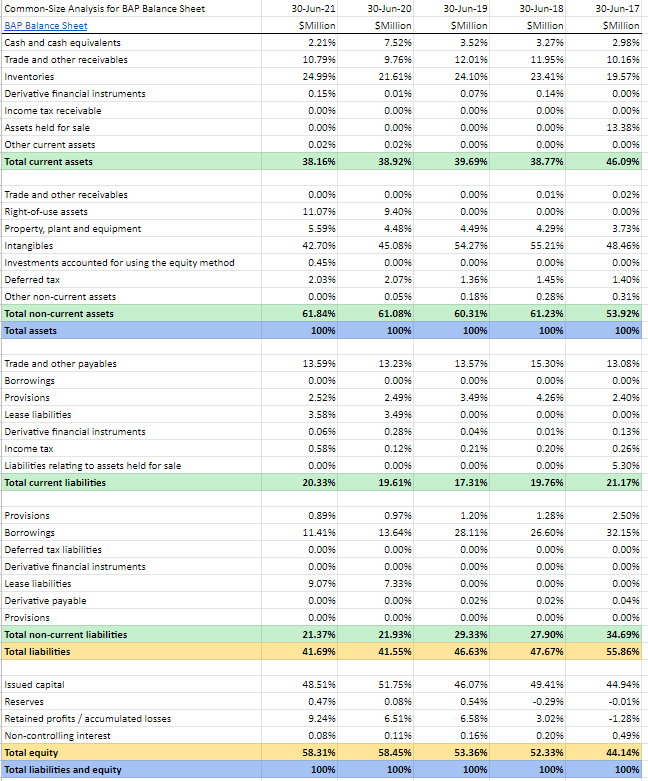 Common-Size Analysis for BAP Balance Sheet 30-Jun-21 30-Jun-20 30-Jun-19 30-Jun-18 30-Jun-17
BAP Balance Sheet $Million $Million $Million $Million $Million
Cash and cash equivalents 2.21% 7.52% 3.52% 3.27% 2.98%
Trade and other receivables 10.79% 9.76% 12.01% 11.95% 10.16%
Inventories 24.99% 21.61% 24.10% 23.41% 19.57%
Derivative financial instruments 0.15% 0.01% 0.07% 0.14% 0.00%
Income tax receivable 0.00% 0.00% 0.00% 0.00% 0.00%
Assets held for sale 0.00% 0.00% 0.00% 0.00% 13.38%
Other current assets 0.02% 0.02% 0.00% 0.00% 0.00%
Total current assets 38.16% 38.92% 39.69% 38.77% 46.09%
Trade and other receivables 0.00% 0.00% 0.00% 0.01% 0.02%
Right-of-use assets 11.07% 9.40% 0.00% 0.00% 0.00%
Property, plant and equipment 5.59% 4.48% 4.49% 4.29% 3.73%
Intangibles 42.70% 45.08% 54.27% 55.21% 48.46%
Investments accounted for using the equity method 0.45% 0.00% 0.00% 0.00% 0.00%
Deferred tax 2.03% 2.07% 1.36% 1.45% 1.40%
Other non-current assets 0.00% 0.05% 0.18% 0.28% 0.31%
Total non-current assets 61.84% 61.08% 60.31% 61.23% 53.92%
Total assets 100% 100% 100% 100% 100%
Trade and other payables 13.59% 13.23% 13.57% 15.30% 13.08%
Borrowings 0.00% 0.00% 0.00% 0.00% 0.00%
Provisions 2.52% 2.49% 3.49% 4.26% 2.40%
Lease liabilities 3.58% 3.49% 0.00% 0.00% 0.00%
Derivative financial instruments 0.06% 0.28% 0.04% 0.01% 0.13%
Income tax 0.58% 0.12% 0.21% 0.20% 0.26%
Liabilities relating to assets held for sale 0.00% 0.00% 0.00% 0.00% 5.30%
Total current liabilities 20.33% 19.61% 17.31% 19.76% 21.17%
Provisions 0.89% 0.97% 1.20% 1.28% 2.50%
Borrowings 11.41% 13.64% 28.11% 26.60% 32.15%
Deferred tax liabilities 0.00% 0.00% 0.00% 0.00% 0.00%
Derivative financial instruments 0.00% 0.00% 0.00% 0.00% 0.00%
Lease liabilities 9.07% 7.33% 0.00% 0.00% 0.00%
Derivative payable 0.00% 0.00% 0.02% 0.02% 0.04%
Provisions 0.00% 0.00% 0.00% 0.00% 0.00%
Total non-current liabilities 21.37% 21.93% 29.33% 27.90% 34.69%
Total liabilities 41.69% 41.55% 46.63% 47.67% 55.86%
Issued capital 48.51% 51.75% 46.07% 49.41% 44.94%
Reserves 0.47% 0.08% 0.54% -0.29% -0.01%
Retained profits / accumulated losses 9.24% 6.51% 6.58% 3.02% -1.28%
Non-controlling interest 0.08% 0.11% 0.16% 0.20% 0.49%
Total equity 58.31% 58.45% 53.36% 52.33% 44.14%
Total liabilities and equity 100% 100% 100% 100% 100%